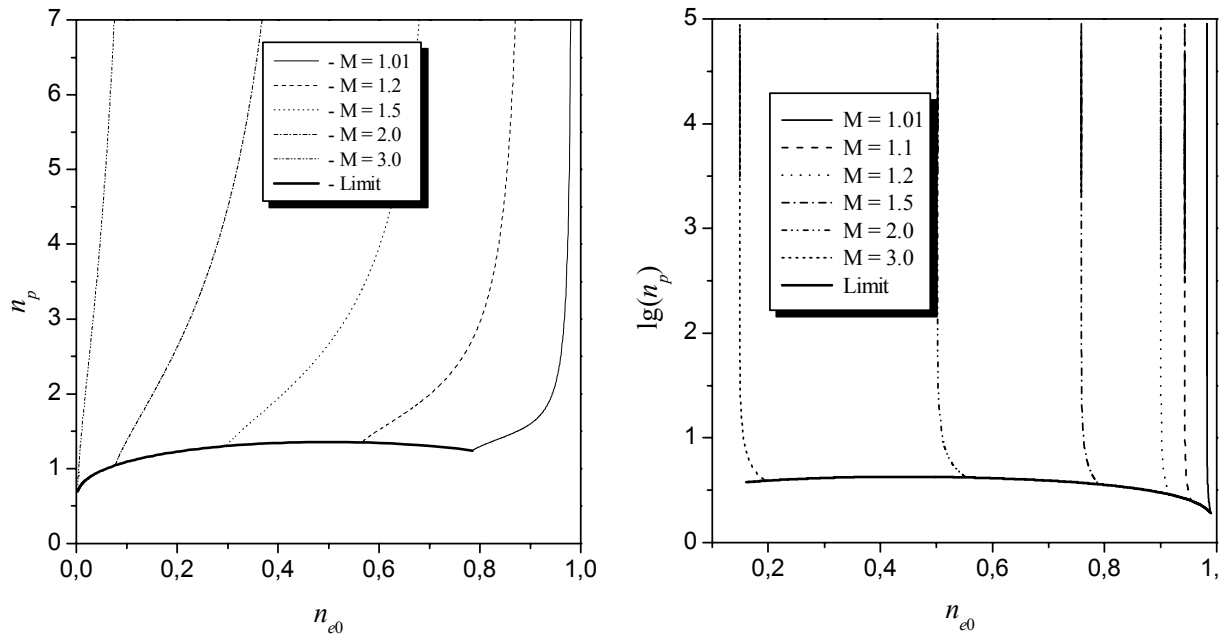 7
6
5
4
3
2
1
0
n_p
- M = 1.01
- M = 1.2
- M = 1.5
- M = 2.0
- M = 3.0
- Limit
0,0 0,2 0,4 0,6 0,8 1,0
n_e0
5
4
3
2
1
0
lg(n_p)
M = 1.01
M = 1.1
M = 1.2
M = 1.5
M = 2.0
M = 3.0
Limit
0,2 0,4 0,6 0,8 1,
n_e0